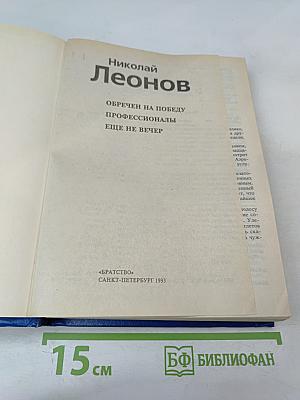 Николай
Леонов
ОБРЕЧЕН НА ПОБЕДУ
ПРОФЕССИОНАЛЫ
ЕЩЕ НЕ ВЕЧЕР
«БРАТСТВО»
САНКТ-ПЕТЕРБУРГ 1993
15 см
БФ БИБЛИОФАН